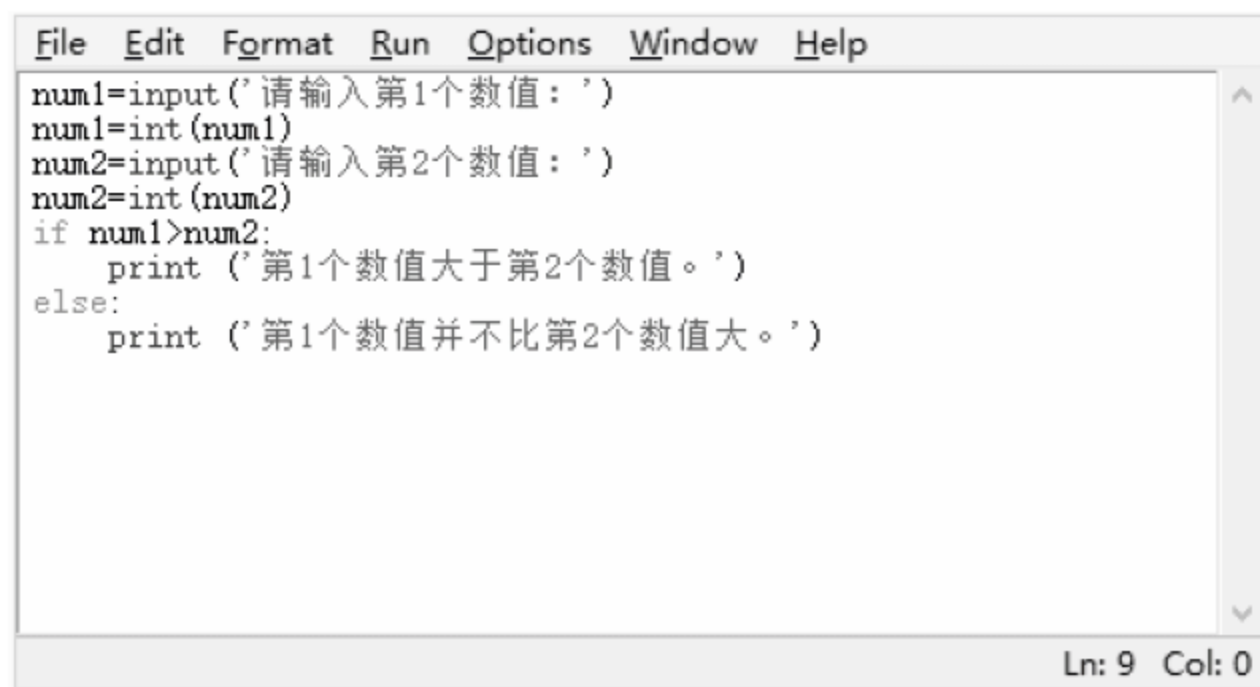 File Edit Format Run Options Window Help
num1=input('请输入第1个数值：')
num1=int(num1)
num2=input('请输入第2个数值：')
num2=int(num2)
if num1>num2:
    print ('第1个数值大于第2个数值。')
else:
    print ('第1个数值并不比第2个数值大。')
Ln: 9 Col: 0